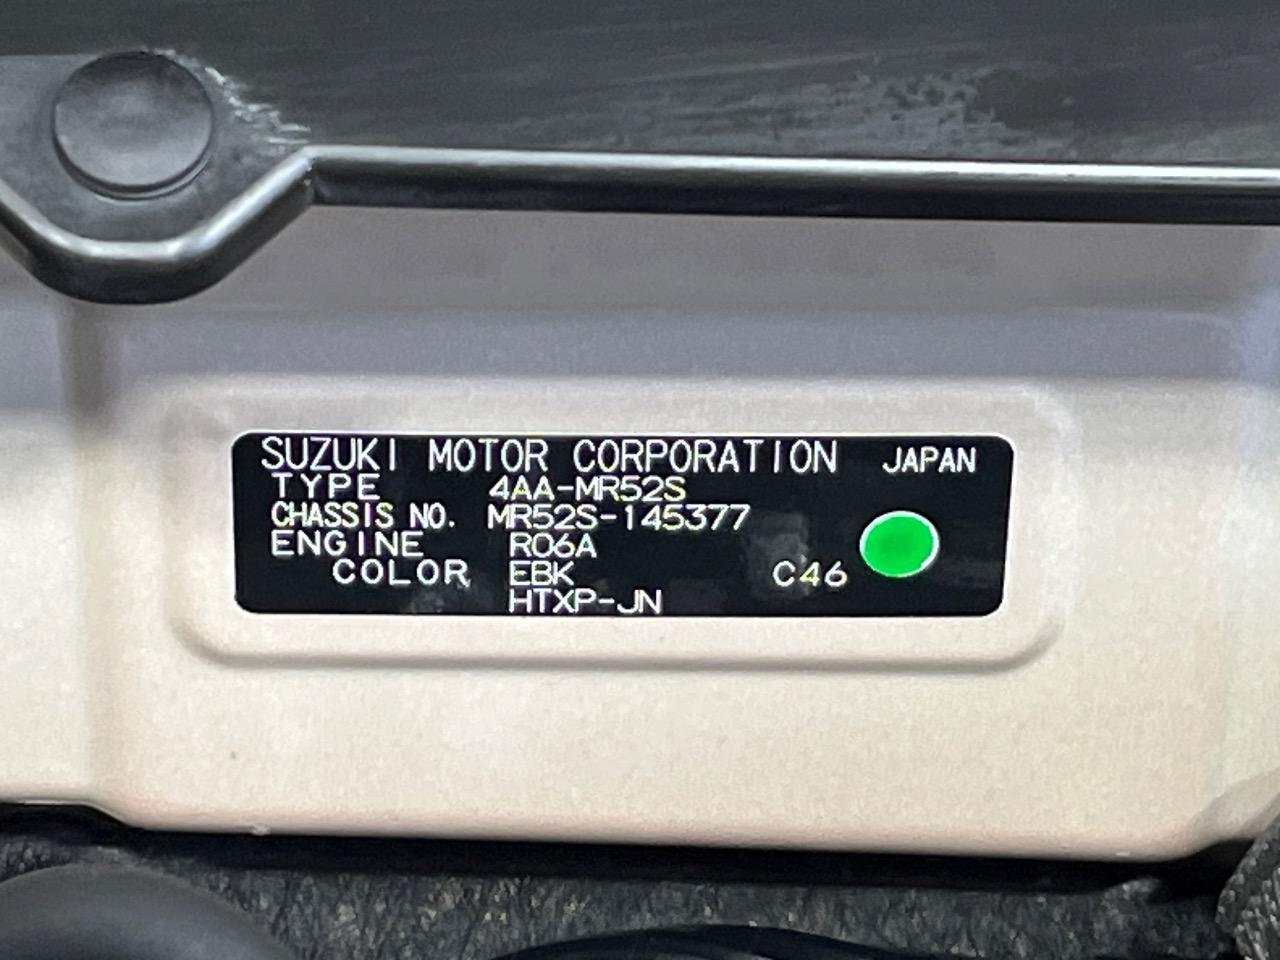 SUZUKI MOTOR CORPORATION JAPAN
TYPE 4AA-MR52S
CHASSIS NO. MR52S-145377
ENGINE R06A
COLOR EBK C46
HTXP-JN